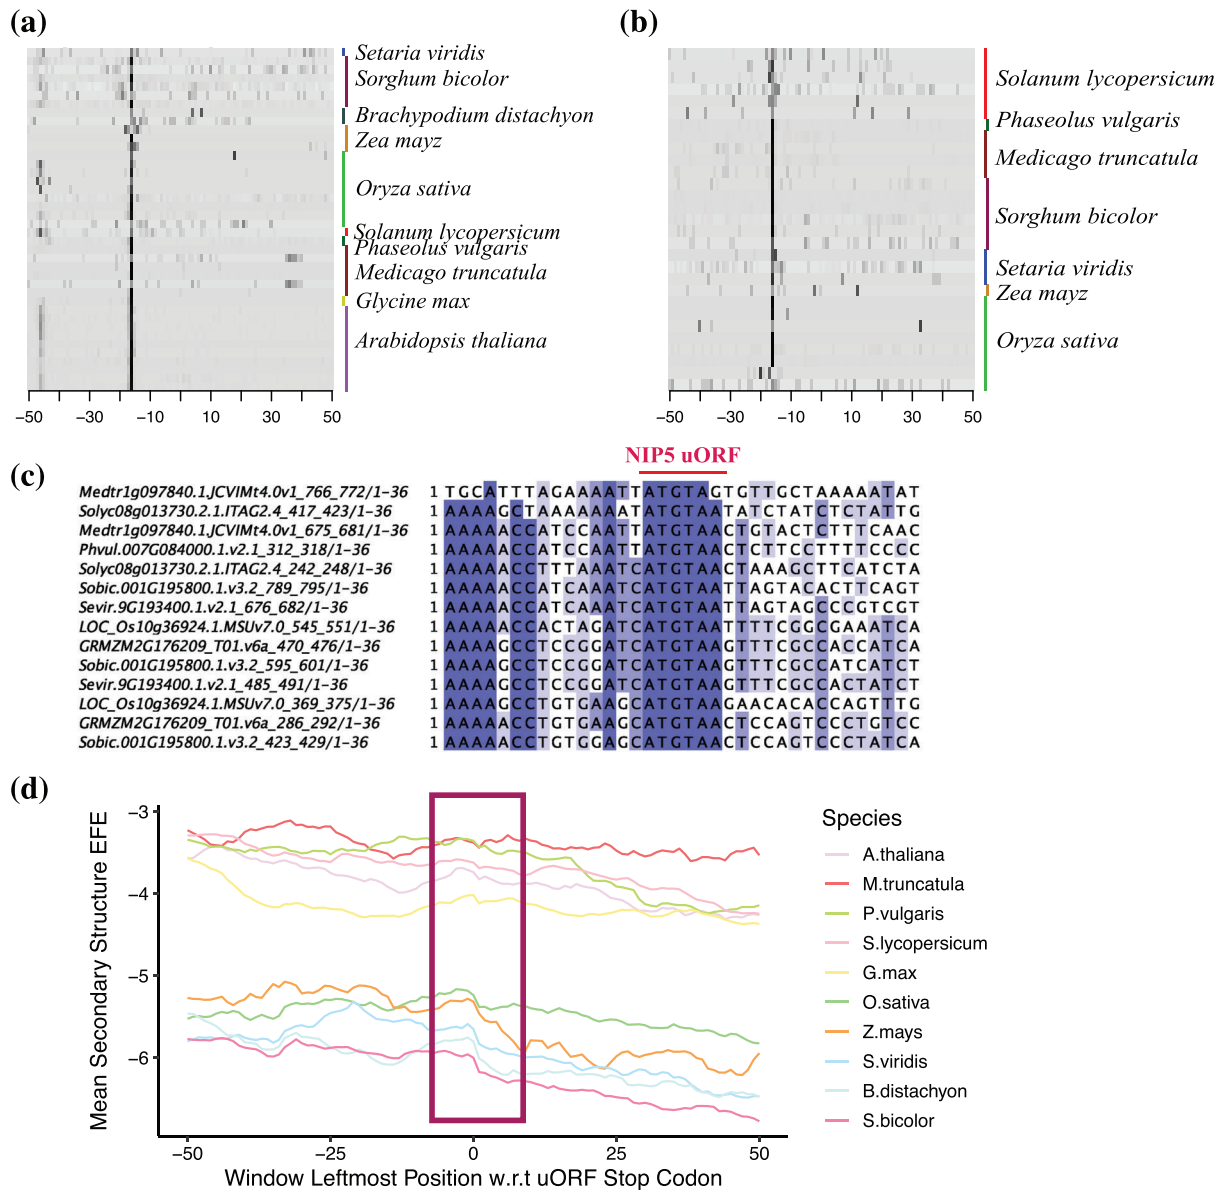 (a)
Setaria viridis
Sorghum bicolor
Brachypodium distachyon
Zea mayz
Oryza sativa
Solanum lycopersicum
Phaseolus vulgaris
Medicago truncatula
Glycine max
Arabidopsis thaliana
−50 −30 −10 10 30 50
(b)
Solanum lycopersicum
Phaseolus vulgaris
Medicago truncatula
Sorghum bicolor
Setaria viridis
Zea mayz
Oryza sativa
−50 −30 −10 10 30 50
(c)
NIP5 uORF
Medtr1g097840.1.JCVIMt4.0v1_766_772/1-36 1 TGCATTTAGAAAATTATGTAGTGTTGCTAAAAATAT
Solyc08g013730.2.1.ITAG2.4_417_423/1-36 1 AAAAGCTAAAAAATATATGTAATATCTATCTCTATTG
Medtr1g097840.1.JCVIMt4.0v1_675_681/1-36 1 AAAAACCATCCAATTATGTAACTGTACTCTTTCAAC
Phvul.007G084000.1.v2.1_312_318/1-36 1 AAAAACCATCCAATTATGTAACTCTTCCTTTTCCCC
Solyc08g013730.2.1.ITAG2.4_242_248/1-36 1 AAAAACCTTTAAATCATGTAACTAAAGCTTCATCTA
Sobic.001G195800.1.v3.2_789_795/1-36 1 AAAAACCATCAAATCATGTAATTAGTACACTTCAGT
Sevir.9G193400.1.v2.1_676_682/1-36 1 AAAAACCATCAAATCATGTAATTAGTAGCCCGTCGT
LOC_Os10g36924.1.MSUv7.0_545_551/1-36 1 AAAAACCACTAGATCATGTAATTTTCGGCGAAATCA
GRMZM2G176209_T01.v6a_470_476/1-36 1 AAAAGCCTCCGGATCATGTAAGTTTCGCCACCATCA
Sobic.001G195800.1.v3.2_595_601/1-36 1 AAAAGCCTCCGGATCATGTAAGTTTCGCCATCATCT
Sevir.9G193400.1.v2.1_485_491/1-36 1 AAAAGCCTCCGGATCATGTAAGTTTCGCCACTATCT
LOC_Os10g36924.1.MSUv7.0_369_375/1-36 1 AAAAGCCTGTGAAGCATGTAAGAACACACCAGTTTG
GRMZM2G176209_T01.v6a_286_292/1-36 1 AAAAACCTGTGAAGCATGTAACTCCAGTCCCTGTCC
Sobic.001G195800.1.v3.2_423_429/1-36 1 AAAAACCTGTGGAGCATGTAACTCCAGTCCCTATCA
(d)
Mean Secondary Structure EFE
−3
−4
−5
−6
−50 −25 0 25 50
Window Leftmost Position w.r.t uORF Stop Codon
Species
A.thaliana
M.truncatula
P.vulgaris
S.lycopersicum
G.max
O.sativa
Z.mays
S.viridis
B.distachyon
S.bicolor